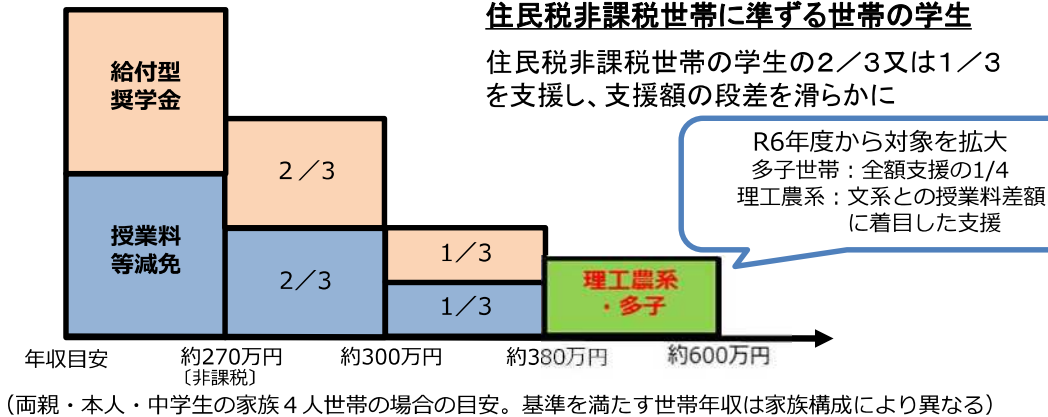 住民税非課税世帯に準ずる世帯の学生
住民税非課税世帯の学生の2／3又は1／3
を支援し、支援額の段差を滑らかに
給付型
奨学金
2／3
R6年度から対象を拡大
多子世帯：全額支援の1/4
理工農系：文系との授業料差額
に着目した支援
授業料
等減免
2／3
1／3
1／3
理工農系
・多子
年収目安
約270万円
〔非課税〕
約300万円
約380万円
約600万円
（両親・本人・中学生の家族４人世帯の場合の目安。基準を満たす世帯年収は家族構成により異なる）